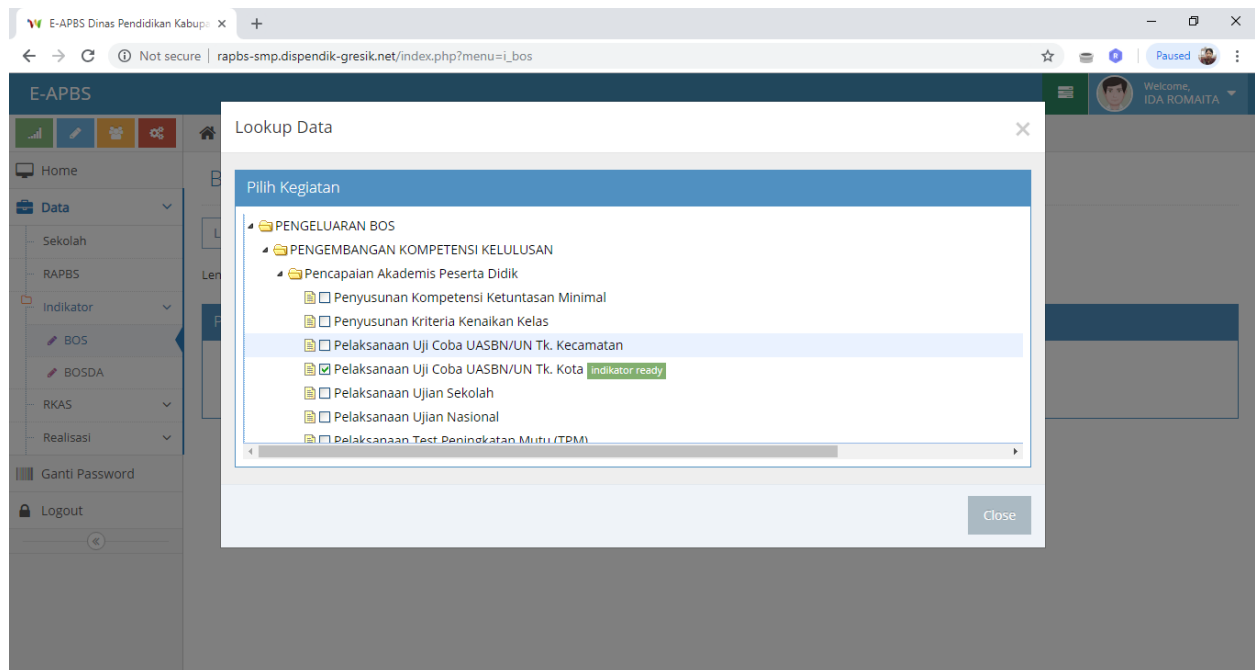 E-APBS Dinas Pendidikan Kabupa
Not secure | rapbs-smp.dispendik-gresik.net/index.php?menu=i_bos
Paused
E-APBS
Welcome,
IDA ROMAITA
Lookup Data
Pilih Kegiatan
PENGELUARAN BOS
PENGEMBANGAN KOMPETENSI KELULUSAN
Pencapaian Akademis Peserta Didik
Penyusunan Kompetensi Ketuntasan Minimal
Penyusunan Kriteria Kenaikan Kelas
Pelaksanaan Uji Coba UASBN/UN Tk. Kecamatan
Pelaksanaan Uji Coba UASBN/UN Tk. Kota indikator ready
Pelaksanaan Ujian Sekolah
Pelaksanaan Ujian Nasional
Pelaksanaan Test Peningkatan Mutu (TPM)
Close
Home
Data
Sekolah
RAPBS
Indikator
BOS
BOSDA
RKAS
Realisasi
Ganti Password
Logout
B
L
Len